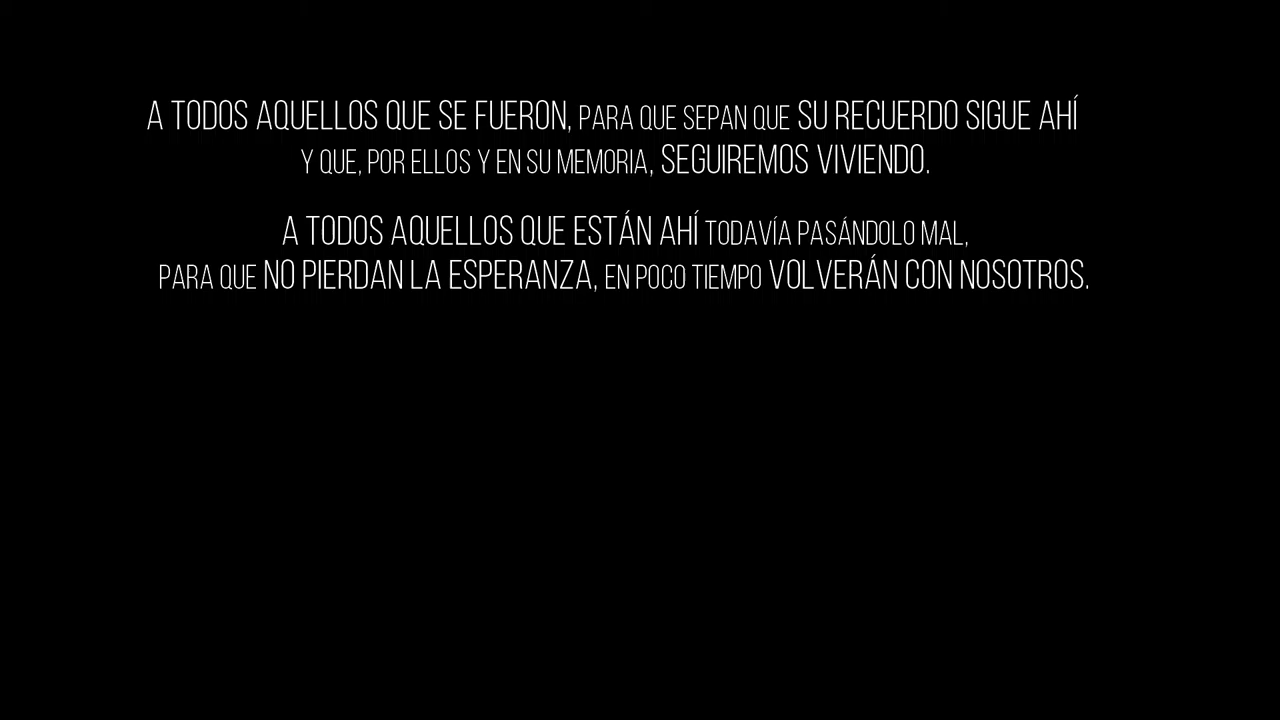 A TODOS AQUELLOS QUE SE FUERON, PARA QUE SEPAN QUE SU RECUERDO SIGUE AHÍ
Y QUE, POR ELLOS Y EN SU MEMORIA, SEGUIREMOS VIVIENDO.
A TODOS AQUELLOS QUE ESTÁN AHÍ TODAVÍA PASÁNDOLO MAL,
PARA QUE NO PIERDAN LA ESPERANZA, EN POCO TIEMPO VOLVERÁN CON NOSOTROS.